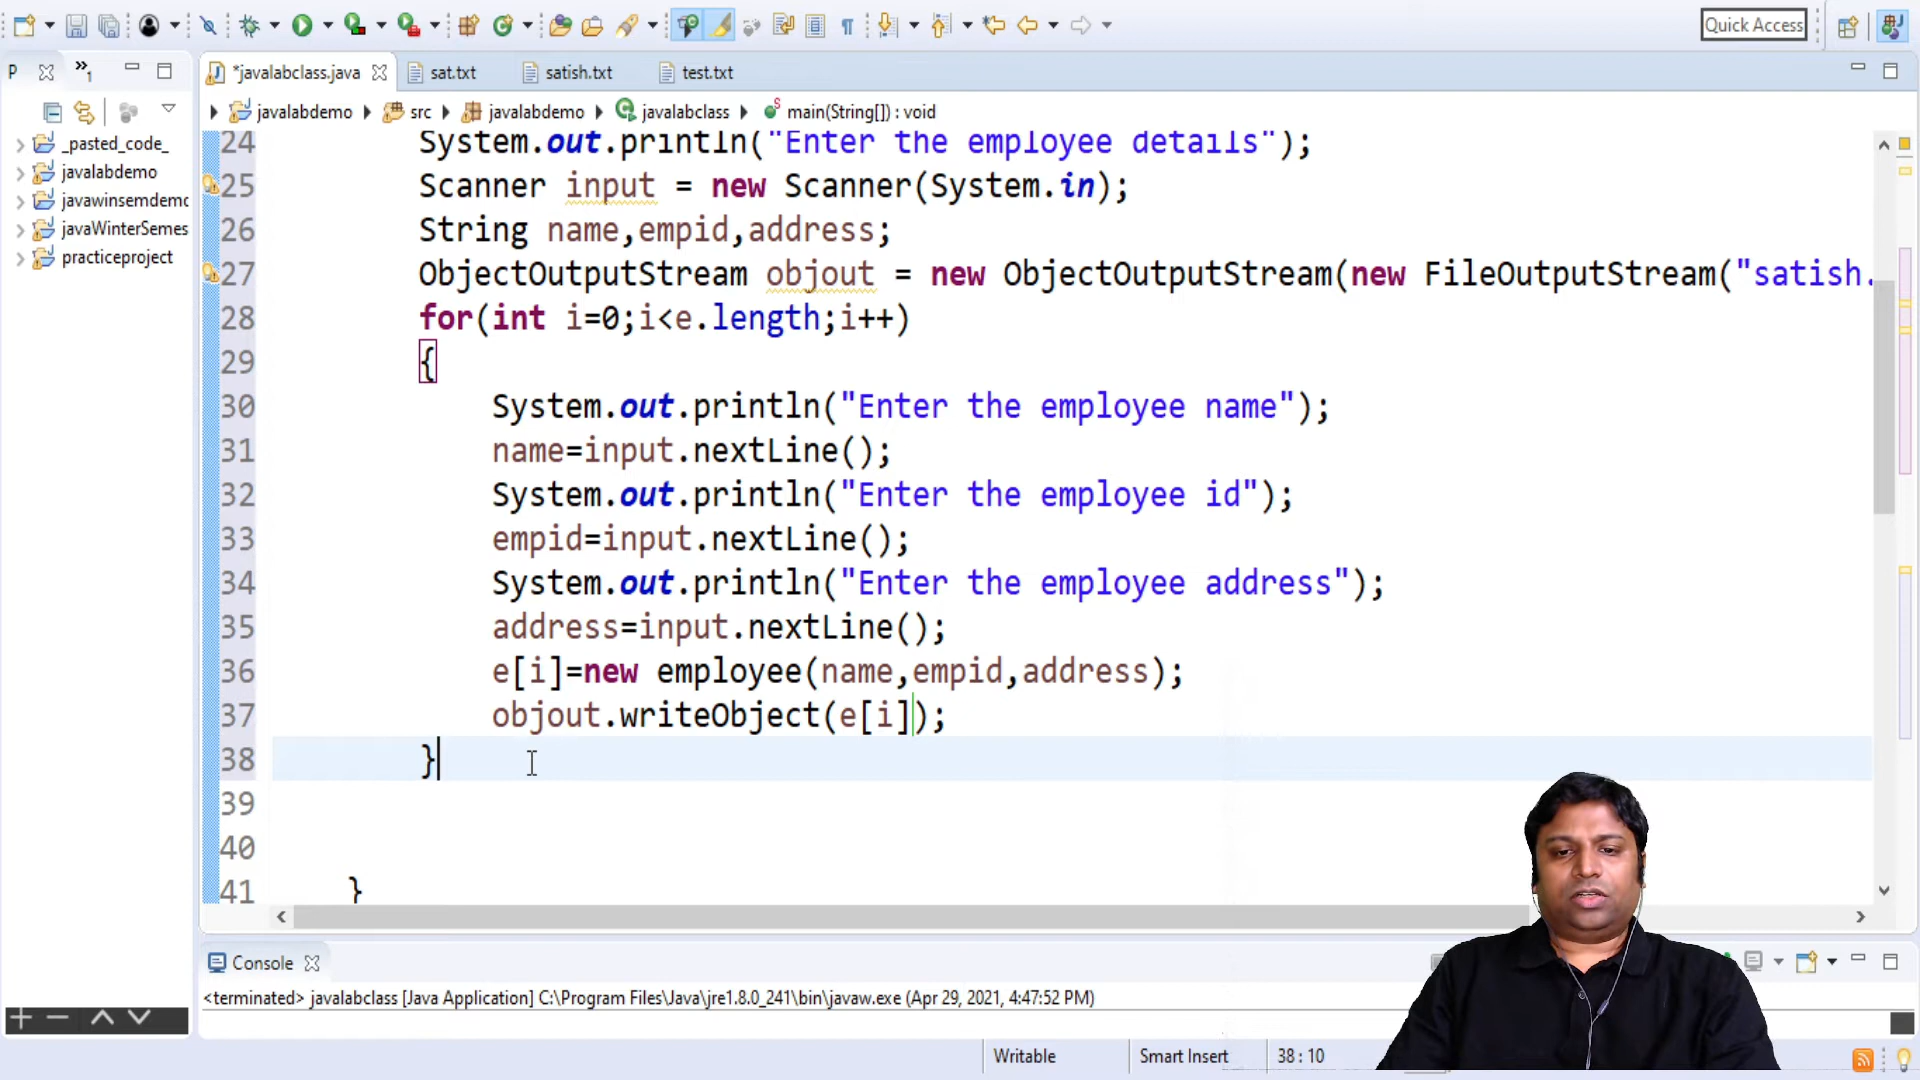 Quick Access
P
»1
*javalabclass.java
sat.txt
satish.txt
test.txt
javalabdemo
src
javalabdemo
javalabclass
main(String[]) : void
_pasted_code_
javalabdemo
javawinsemdemo
javaWinterSemes
practiceproject
24 System.out.println("Enter the employee details");
25 Scanner input = new Scanner(System.in);
26 String name,empid,address;
27 ObjectOutputStream objout = new ObjectOutputStream(new FileOutputStream("satish.
28 for(int i=0;i<e.length;i++)
29 {
30 System.out.println("Enter the employee name");
31 name=input.nextLine();
32 System.out.println("Enter the employee id");
33 empid=input.nextLine();
34 System.out.println("Enter the employee address");
35 address=input.nextLine();
36 e[i]=new employee(name,empid,address);
37 objout.writeObject(e[i]);
38 }
39
40
41 }
Console
<terminated> javalabclass [Java Application] C:\Program Files\Java\jre1.8.0_241\bin\javaw.exe (Apr 29, 2021, 4:47:52 PM)
Writable
Smart Insert
38 : 10